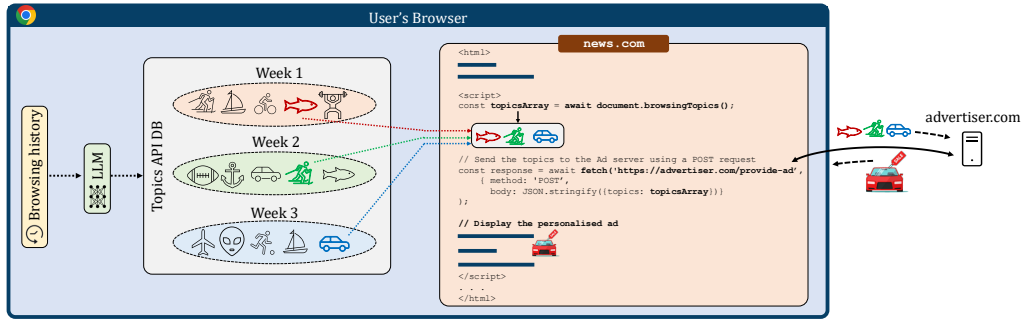 User's Browser
Browsing history
LLM
Topics API DB
Week 1
Week 2
Week 3
news.com
<html>
<script>
const topicsArray = await document.browsingTopics();
// Send the topics to the Ad server using a POST request
const response = await fetch('https://advertiser.com/provide-ad',
{ method: 'POST',
body: JSON.stringify({topics: topicsArray})}
);
// Display the personalised ad
</script>
. . .
</html>
advertiser.com